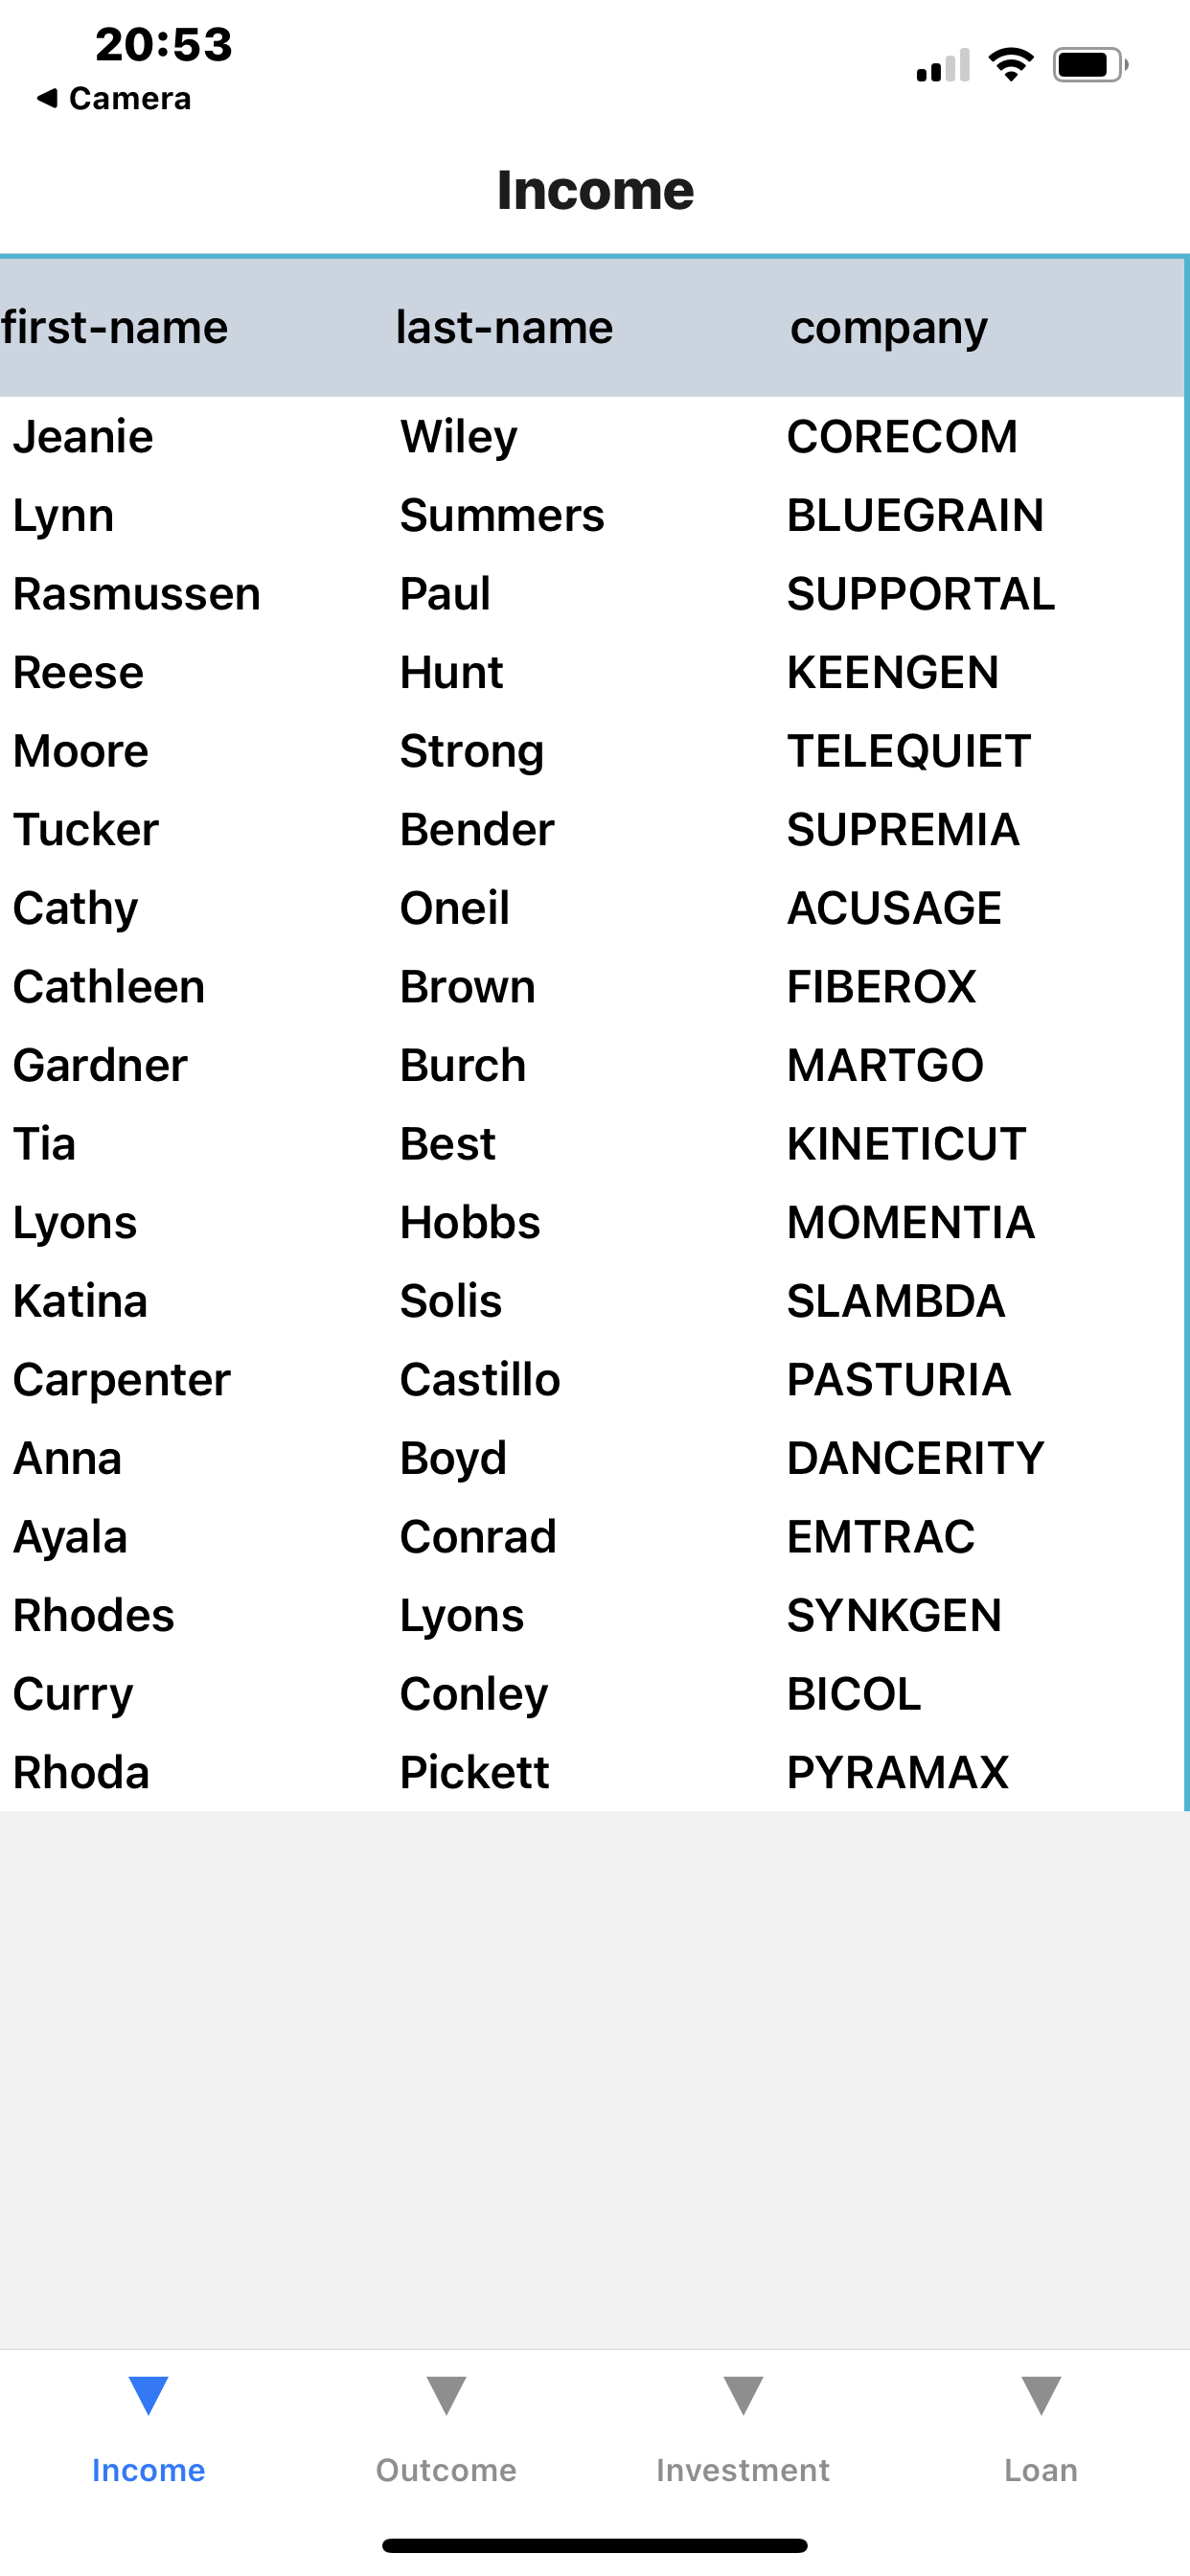 20:53
◀ Camera
Income
first-name last-name company
Jeanie Wiley CORECOM
Lynn Summers BLUEGRAIN
Rasmussen Paul SUPPORTAL
Reese Hunt KEENGEN
Moore Strong TELEQUIET
Tucker Bender SUPREMIA
Cathy Oneil ACUSAGE
Cathleen Brown FIBEROX
Gardner Burch MARTGO
Tia Best KINETICUT
Lyons Hobbs MOMENTIA
Katina Solis SLAMBDA
Carpenter Castillo PASTURIA
Anna Boyd DANCERITY
Ayala Conrad EMTRAC
Rhodes Lyons SYNKGEN
Curry Conley BICOL
Rhoda Pickett PYRAMAX
Income Outcome Investment Loan